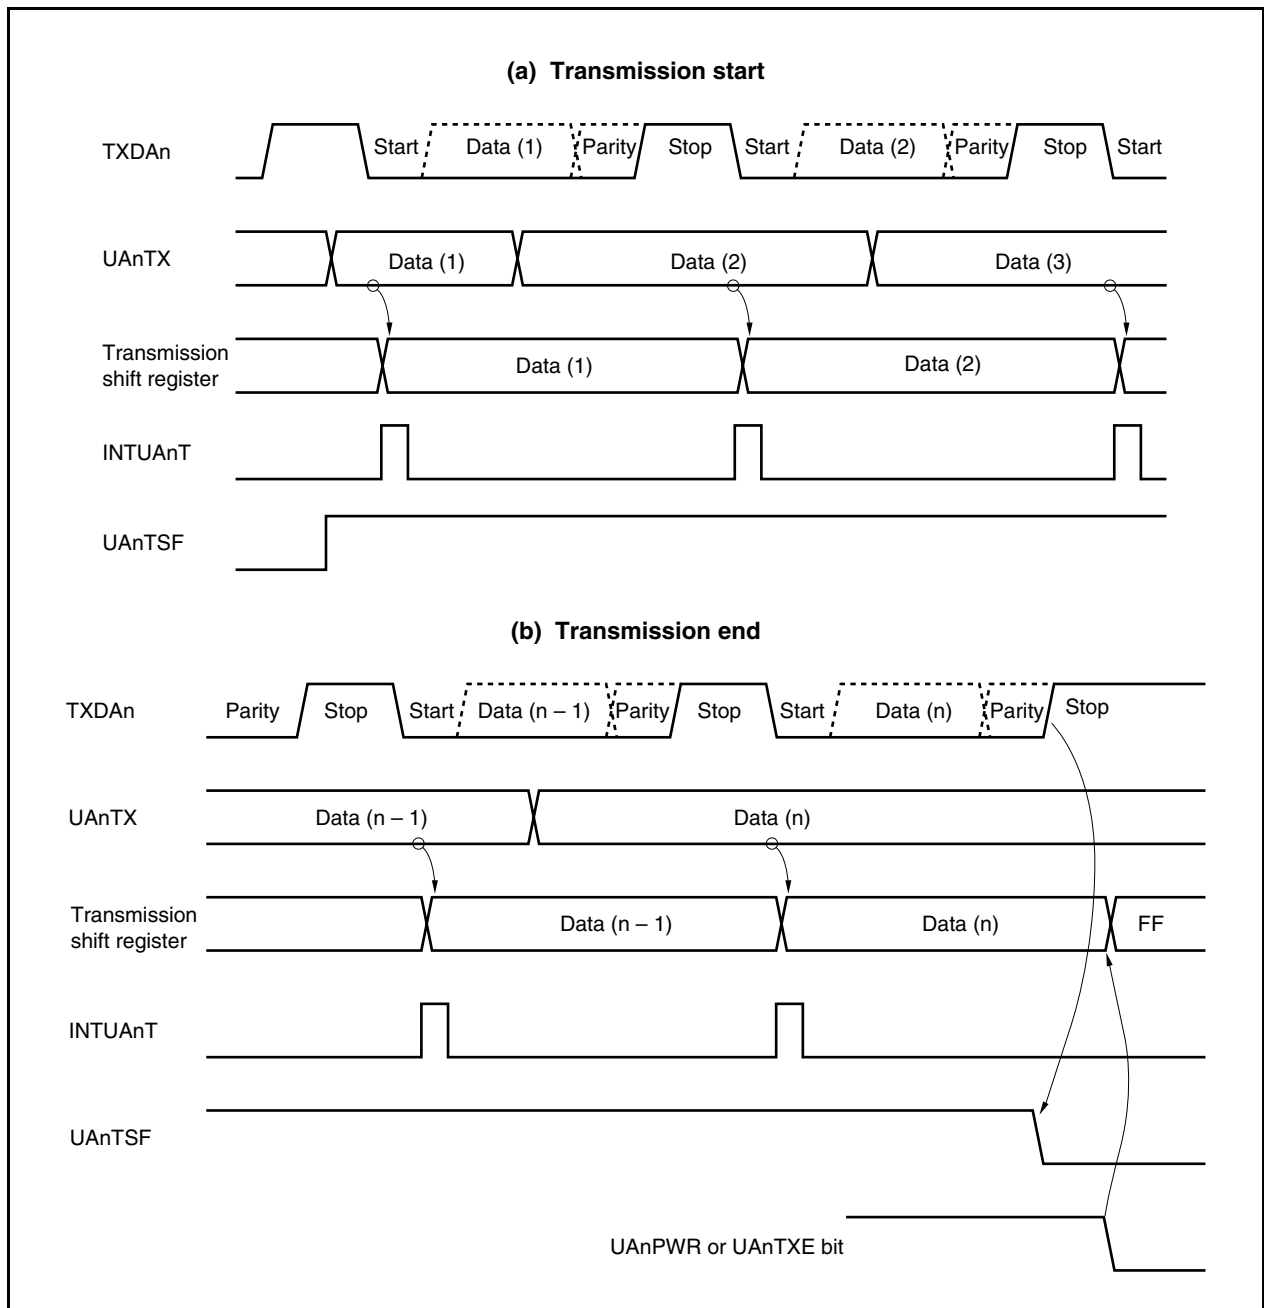 (a) Transmission start
TXDAn
Start
Data (1)
Parity
Stop
Start
Data (2)
Parity
Stop
Start
UAnTX
Data (1)
Data (2)
Data (3)
Transmission
shift register
Data (1)
Data (2)
INTUAnT
UAnTSF
(b) Transmission end
TXDAn
Parity
Stop
Start
Data (n – 1)
Parity
Stop
Start
Data (n)
Parity
Stop
UAnTX
Data (n – 1)
Data (n)
Transmission
shift register
Data (n – 1)
Data (n)
FF
INTUAnT
UAnTSF
UAnPWR or UAnTXE bit